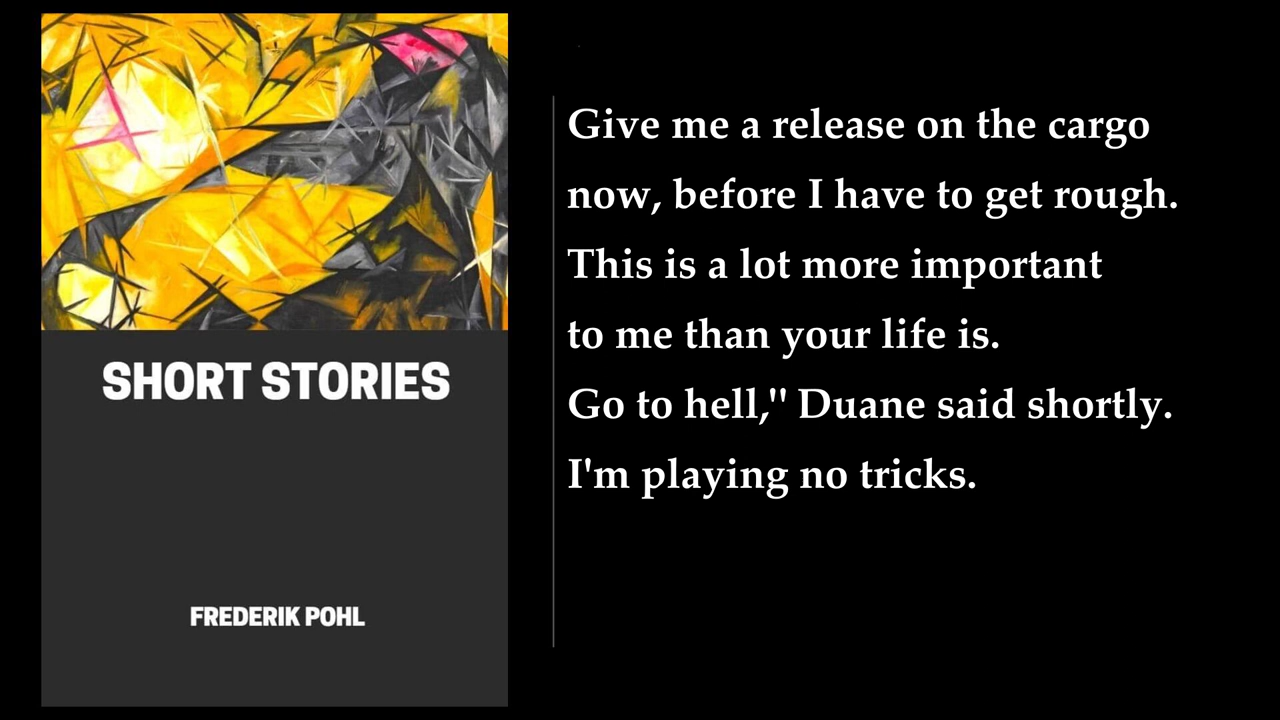 SHORT STORIES
FREDERIK POHL
Give me a release on the cargo
now, before I have to get rough.
This is a lot more important
to me than your life is.
Go to hell," Duane said shortly.
I'm playing no tricks.